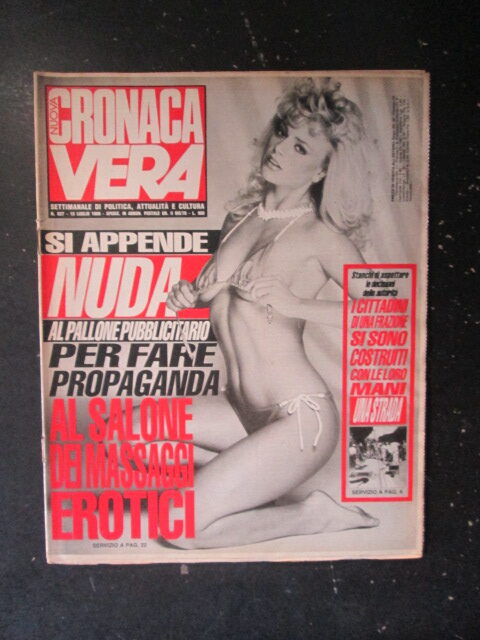 NUOVA
CRONACA
VERA
SETTIMANALE DI POLITICA, ATTUALITÀ E CULTURA
SI APPENDE
NUDA
AL PALLONE PUBBLICITARIO
PER FARE
PROPAGANDA
AL SALONE
DEI MASSAGGI
EROTICI
SERVIZIO A PAG. 22
Stanchi di aspettare
le decisioni
delle autorità
I CITTADINI
DI UNA FRAZIONE
SI SONO
COSTRUITI
CON LE LORO
MANI
UNA STRADA
SERVIZIO A PAG.